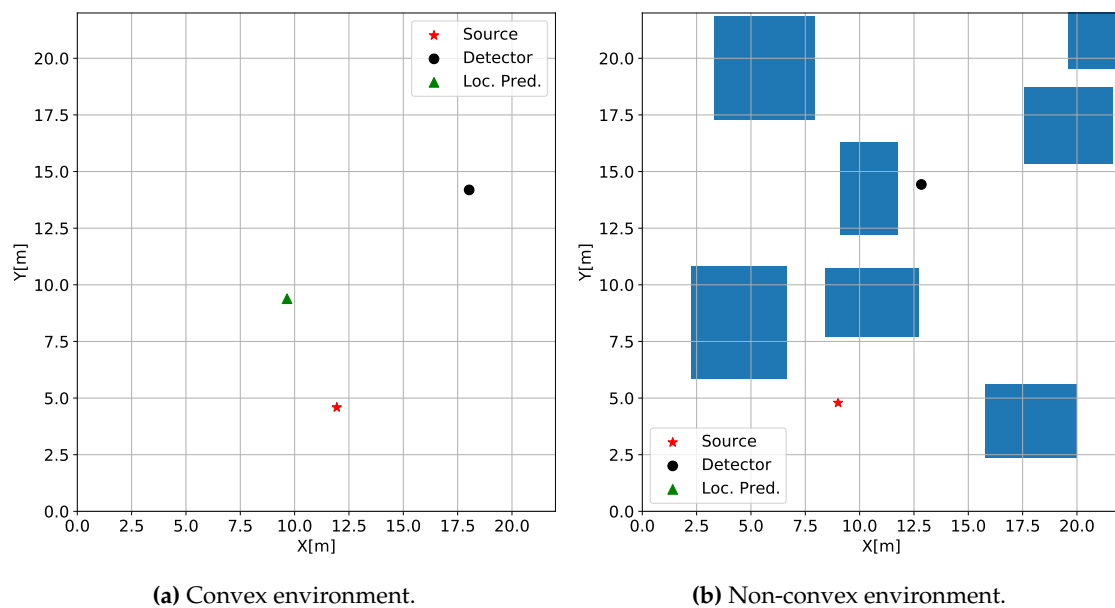 Source
Detector
Loc. Pred.
20.0
17.5
15.0
12.5
10.0
7.5
5.0
2.5
0.0
Y[m]
0.0 2.5 5.0 7.5 10.0 12.5 15.0 17.5 20.0
X[m]
(a) Convex environment.
20.0
17.5
15.0
12.5
10.0
7.5
5.0
2.5
0.0
Y[m]
Source
Detector
Loc. Pred.
0.0 2.5 5.0 7.5 10.0 12.5 15.0 17.5 20.0
X[m]
(b) Non-convex environment.